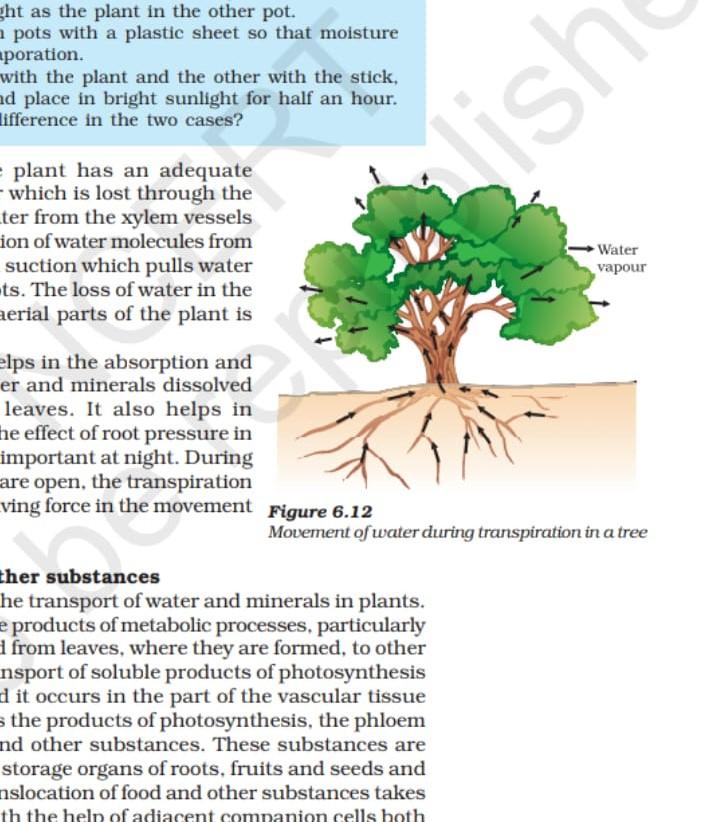 ght as the plant in the other pot.
n pots with a plastic sheet so that moisture
aporation.
with the plant and the other with the stick,
nd place in bright sunlight for half an hour.
difference in the two cases?
e plant has an adequate
r which is lost through the
ater from the xylem vessels
ion of water molecules from
suction which pulls water
ots. The loss of water in the
aerial parts of the plant is
elps in the absorption and
er and minerals dissolved
leaves. It also helps in
he effect of root pressure in
important at night. During
are open, the transpiration
ving force in the movement
Water
vapour
Figure 6.12
Movement of water during transpiration in a tree
ther substances
he transport of water and minerals in plants.
e products of metabolic processes, particularly
d from leaves, where they are formed, to other
nsport of soluble products of photosynthesis
d it occurs in the part of the vascular tissue
s the products of photosynthesis, the phloem
nd other substances. These substances are
storage organs of roots, fruits and seeds and
nslocation of food and other substances takes
th the help of adjacent companion cells both
NCERT
be republishe